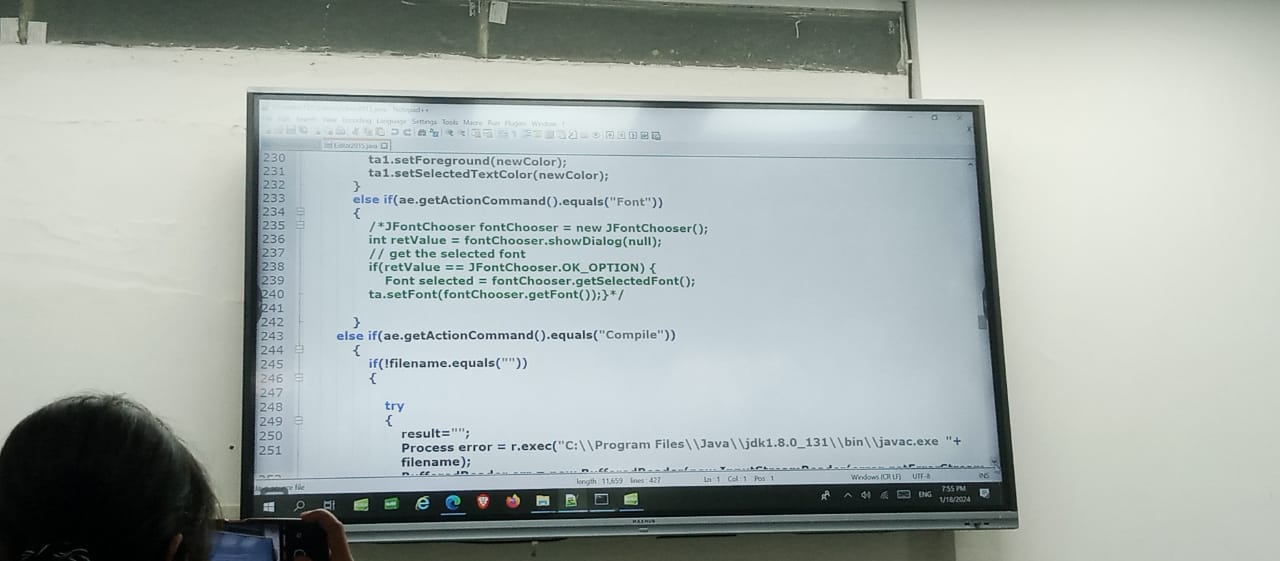 Notepad++
Search View Encoding Language Settings Tools Macro Run Plugins Window ?
Editor2015.java
230 ta1.setForeground(newColor);
231 ta1.setSelectedTextColor(newColor);
232 }
233 else if(ae.getActionCommand().equals("Font"))
234 {
235 /*JFontChooser fontChooser = new JFontChooser();
236 int retValue = fontChooser.showDialog(null);
237 // get the selected font
238 if(retValue == JFontChooser.OK_OPTION) {
239 Font selected = fontChooser.getSelectedFont();
240 ta.setFont(fontChooser.getFont());}*/
241
242 }
243 else if(ae.getActionCommand().equals("Compile"))
244 {
245 if(!filename.equals(""))
246 {
247
248 try
249 {
250 result="";
251 Process error = r.exec("C:\\Program Files\\Java\\jdk1.8.0_131\\bin\\javac.exe "+
filename);
file length : 11,659 lines : 427 Ln : 1 Col : 1 Pos : 1 Windows (CR LF) UTF-8 INS
ENG 7:55 PM
1/18/2024
MAXHUB